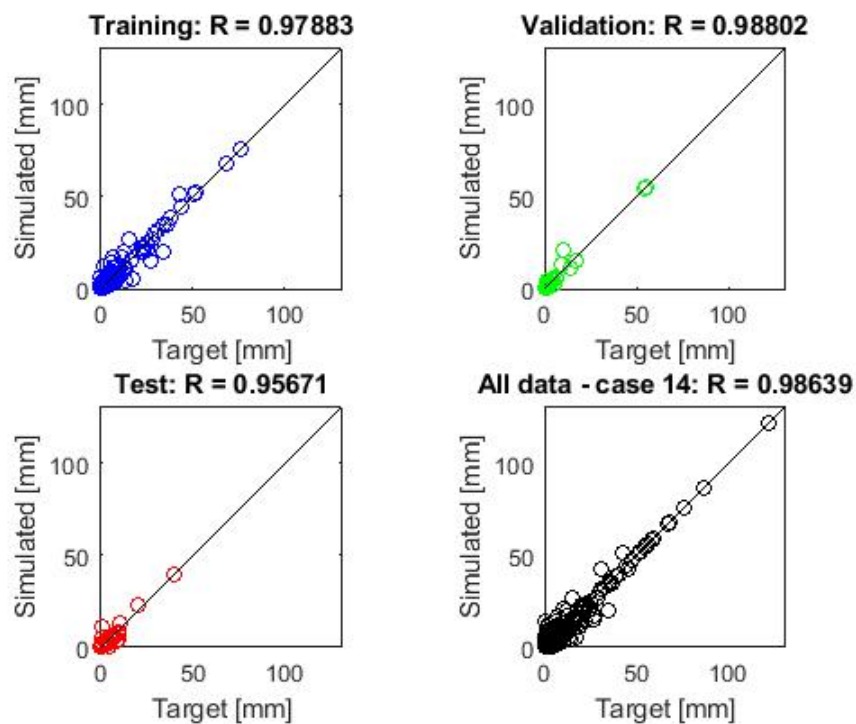 Training: R = 0.97883
Simulated [mm]
100
50
0
0 50 100
Target [mm]
Validation: R = 0.98802
Simulated [mm]
100
50
0
0 50 100
Target [mm]
Test: R = 0.95671
Simulated [mm]
100
50
0
0 50 100
Target [mm]
All data - case 14: R = 0.98639
Simulated [mm]
100
50
0
0 50 100
Target [mm]